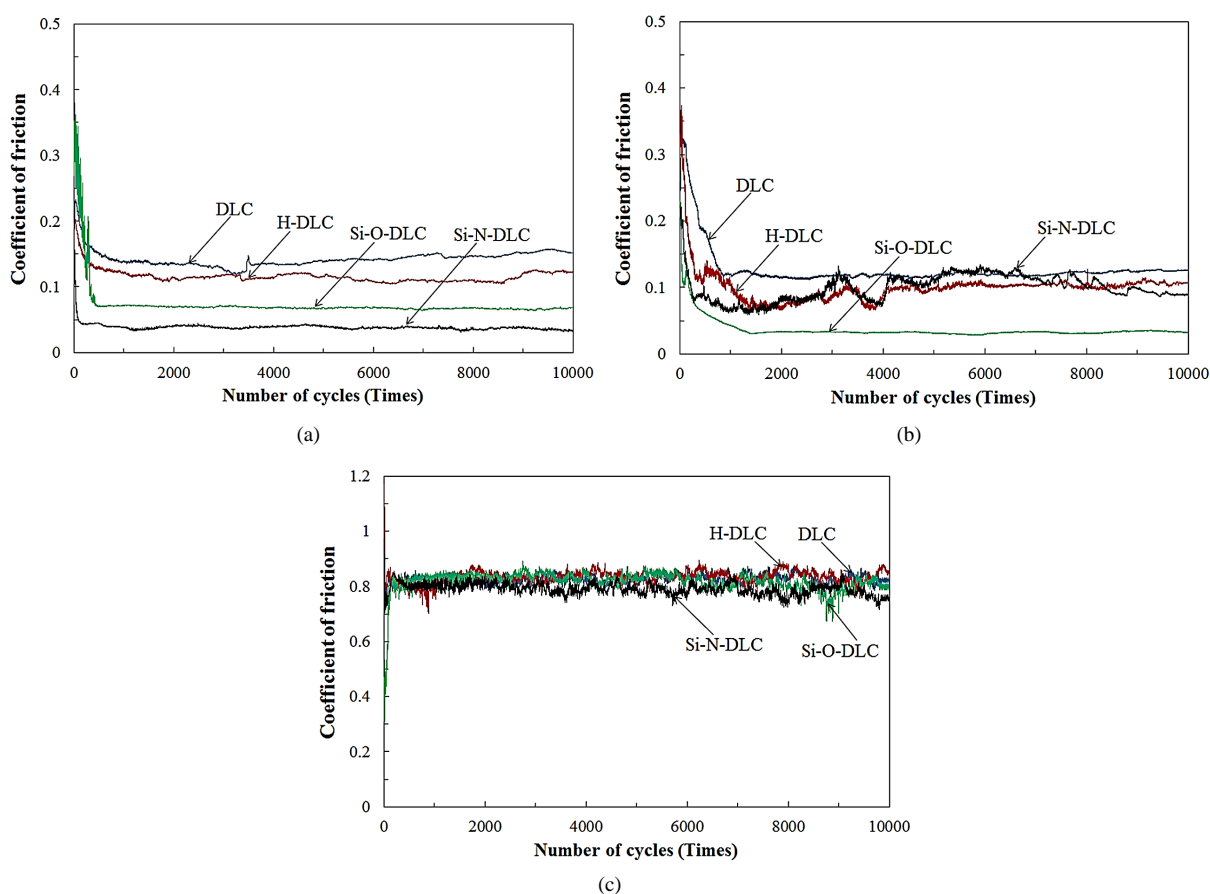 0.5
0.4
0.3
0.2
0.1
0
Coefficient of friction
DLC
H-DLC
Si-O-DLC
Si-N-DLC
0 2000 4000 6000 8000 10000
Number of cycles (Times)
(a)
0.5
0.4
0.3
0.2
0.1
0
Coefficient of friction
DLC
H-DLC
Si-O-DLC
Si-N-DLC
0 2000 4000 6000 8000 10000
Number of cycles (Times)
(b)
1.2
1
0.8
0.6
0.4
0.2
0
Coefficient of friction
H-DLC
DLC
Si-N-DLC
Si-O-DLC
0 2000 4000 6000 8000 10000
Number of cycles (Times)
(c)